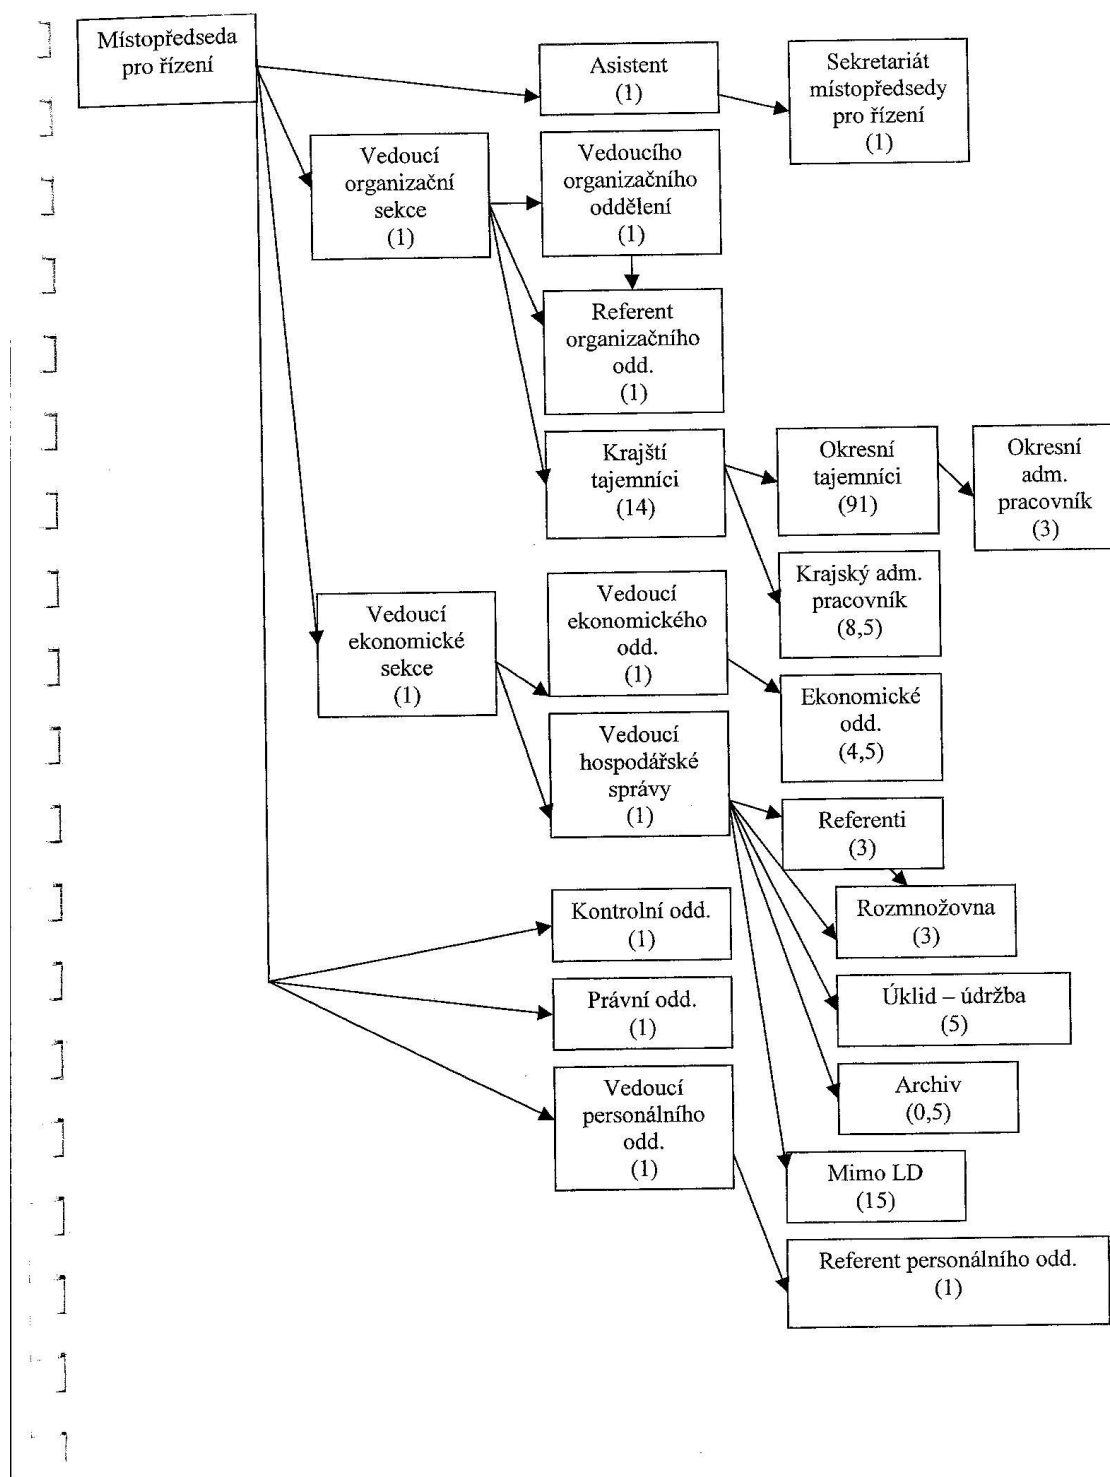 Místopředseda
pro řízení
Asistent
(1)
Sekretariát
místopředsedy
pro řízení
(1)
Vedoucí
organizační
sekce
(1)
Vedoucího
organizačního
oddělení
(1)
Referent
organizačního
odd.
(1)
Krajští
tajemníci
(14)
Okresní
tajemníci
(91)
Okresní
adm.
pracovník
(3)
Krajský adm.
pracovník
(8,5)
Vedoucí
ekonomické
sekce
(1)
Vedoucí
ekonomického
odd.
(1)
Ekonomické
odd.
(4,5)
Vedoucí
hospodářské
správy
(1)
Referenti
(3)
Rozmnožovna
(3)
Úklid – údržba
(5)
Archiv
(0,5)
Mimo LD
(15)
Kontrolní odd.
(1)
Právní odd.
(1)
Vedoucí
personálního
odd.
(1)
Referent personálního odd.
(1)